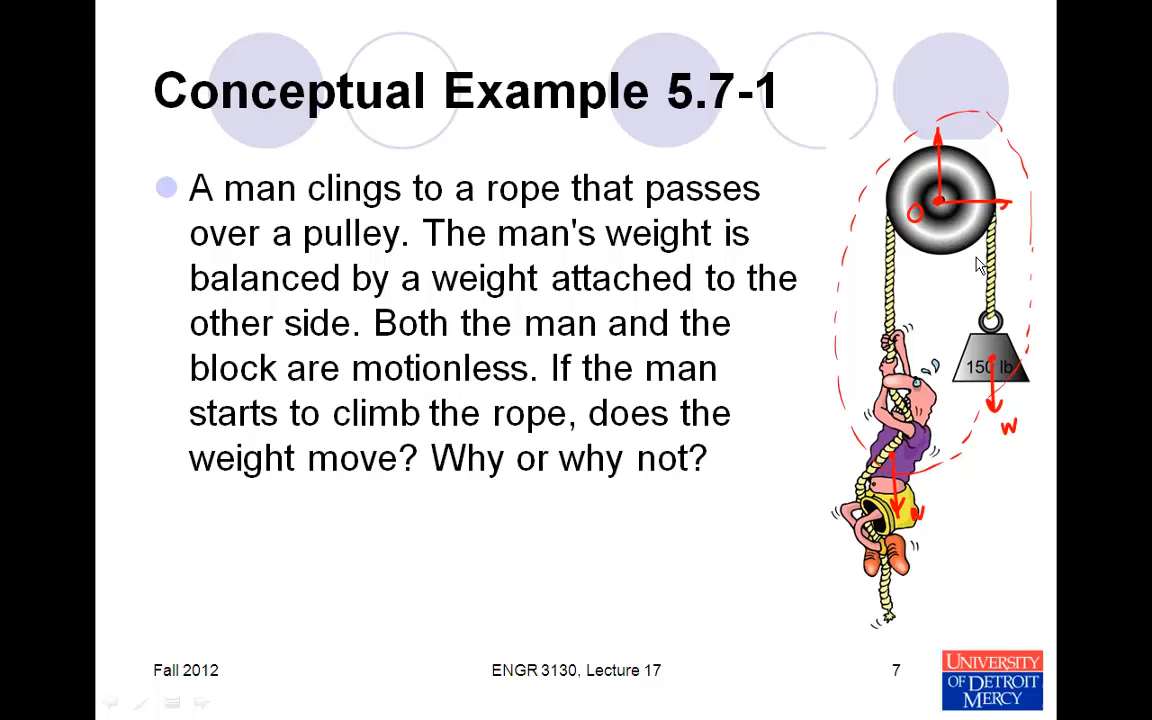 Conceptual Example 5.7-1
A man clings to a rope that passes
over a pulley. The man's weight is
balanced by a weight attached to the
other side. Both the man and the
block are motionless. If the man
starts to climb the rope, does the
weight move? Why or why not?
O
150 lb
W
W
Fall 2012
ENGR 3130, Lecture 17
7
UNIVERSITY
OF DETROIT
MERCY